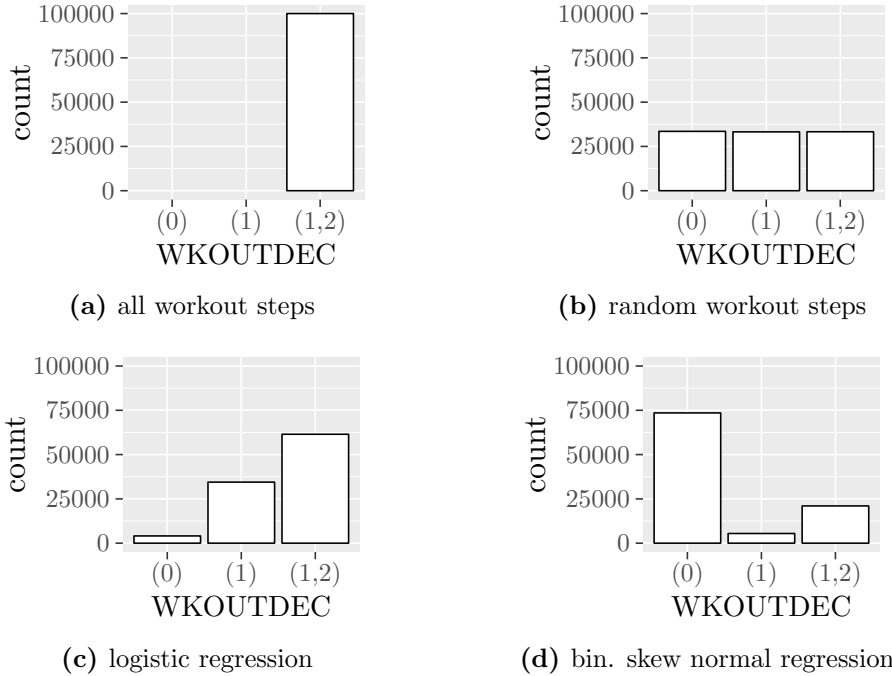 100000
75000
50000
25000
0
count
(0) (1) (1,2)
WKOUTDEC
(a) all workout steps
100000
75000
50000
25000
0
count
(0) (1) (1,2)
WKOUTDEC
(b) random workout steps
100000
75000
50000
25000
0
count
(0) (1) (1,2)
WKOUTDEC
(c) logistic regression
100000
75000
50000
25000
0
count
(0) (1) (1,2)
WKOUTDEC
(d) bin. skew normal regression